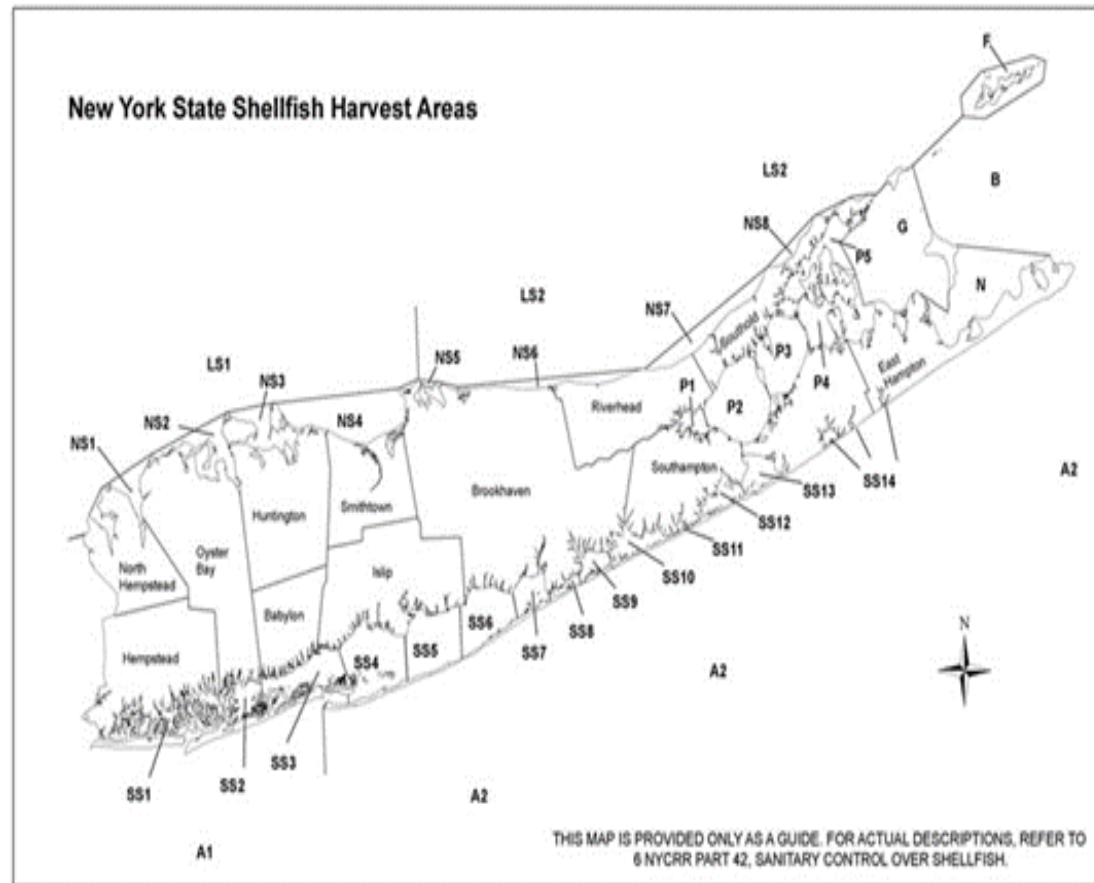 F
New York State Shellfish Harvest Areas
LS2
B
NS8
G
P5
LS2
N
NS7
Southold
LS1
NS6
NS5
P3
NS3
East
Hampton
P4
NS2
NS4
P1
Riverhead
P2
NS1
Southampton
A2
SS14
SS13
Brookhaven
Huntington
Smithtown
SS12
SS11
Oyster
Bay
SS10
North
Hempstead
Islip
SS9
Babylon
SS6
SS8
N
Hempstead
SS5
SS7
SS4
A2
SS3
SS2
SS1
A2
A1
THIS MAP IS PROVIDED ONLY AS A GUIDE. FOR ACTUAL DESCRIPTIONS, REFER TO
6 NYCRR PART 42, SANITARY CONTROL OVER SHELLFISH.